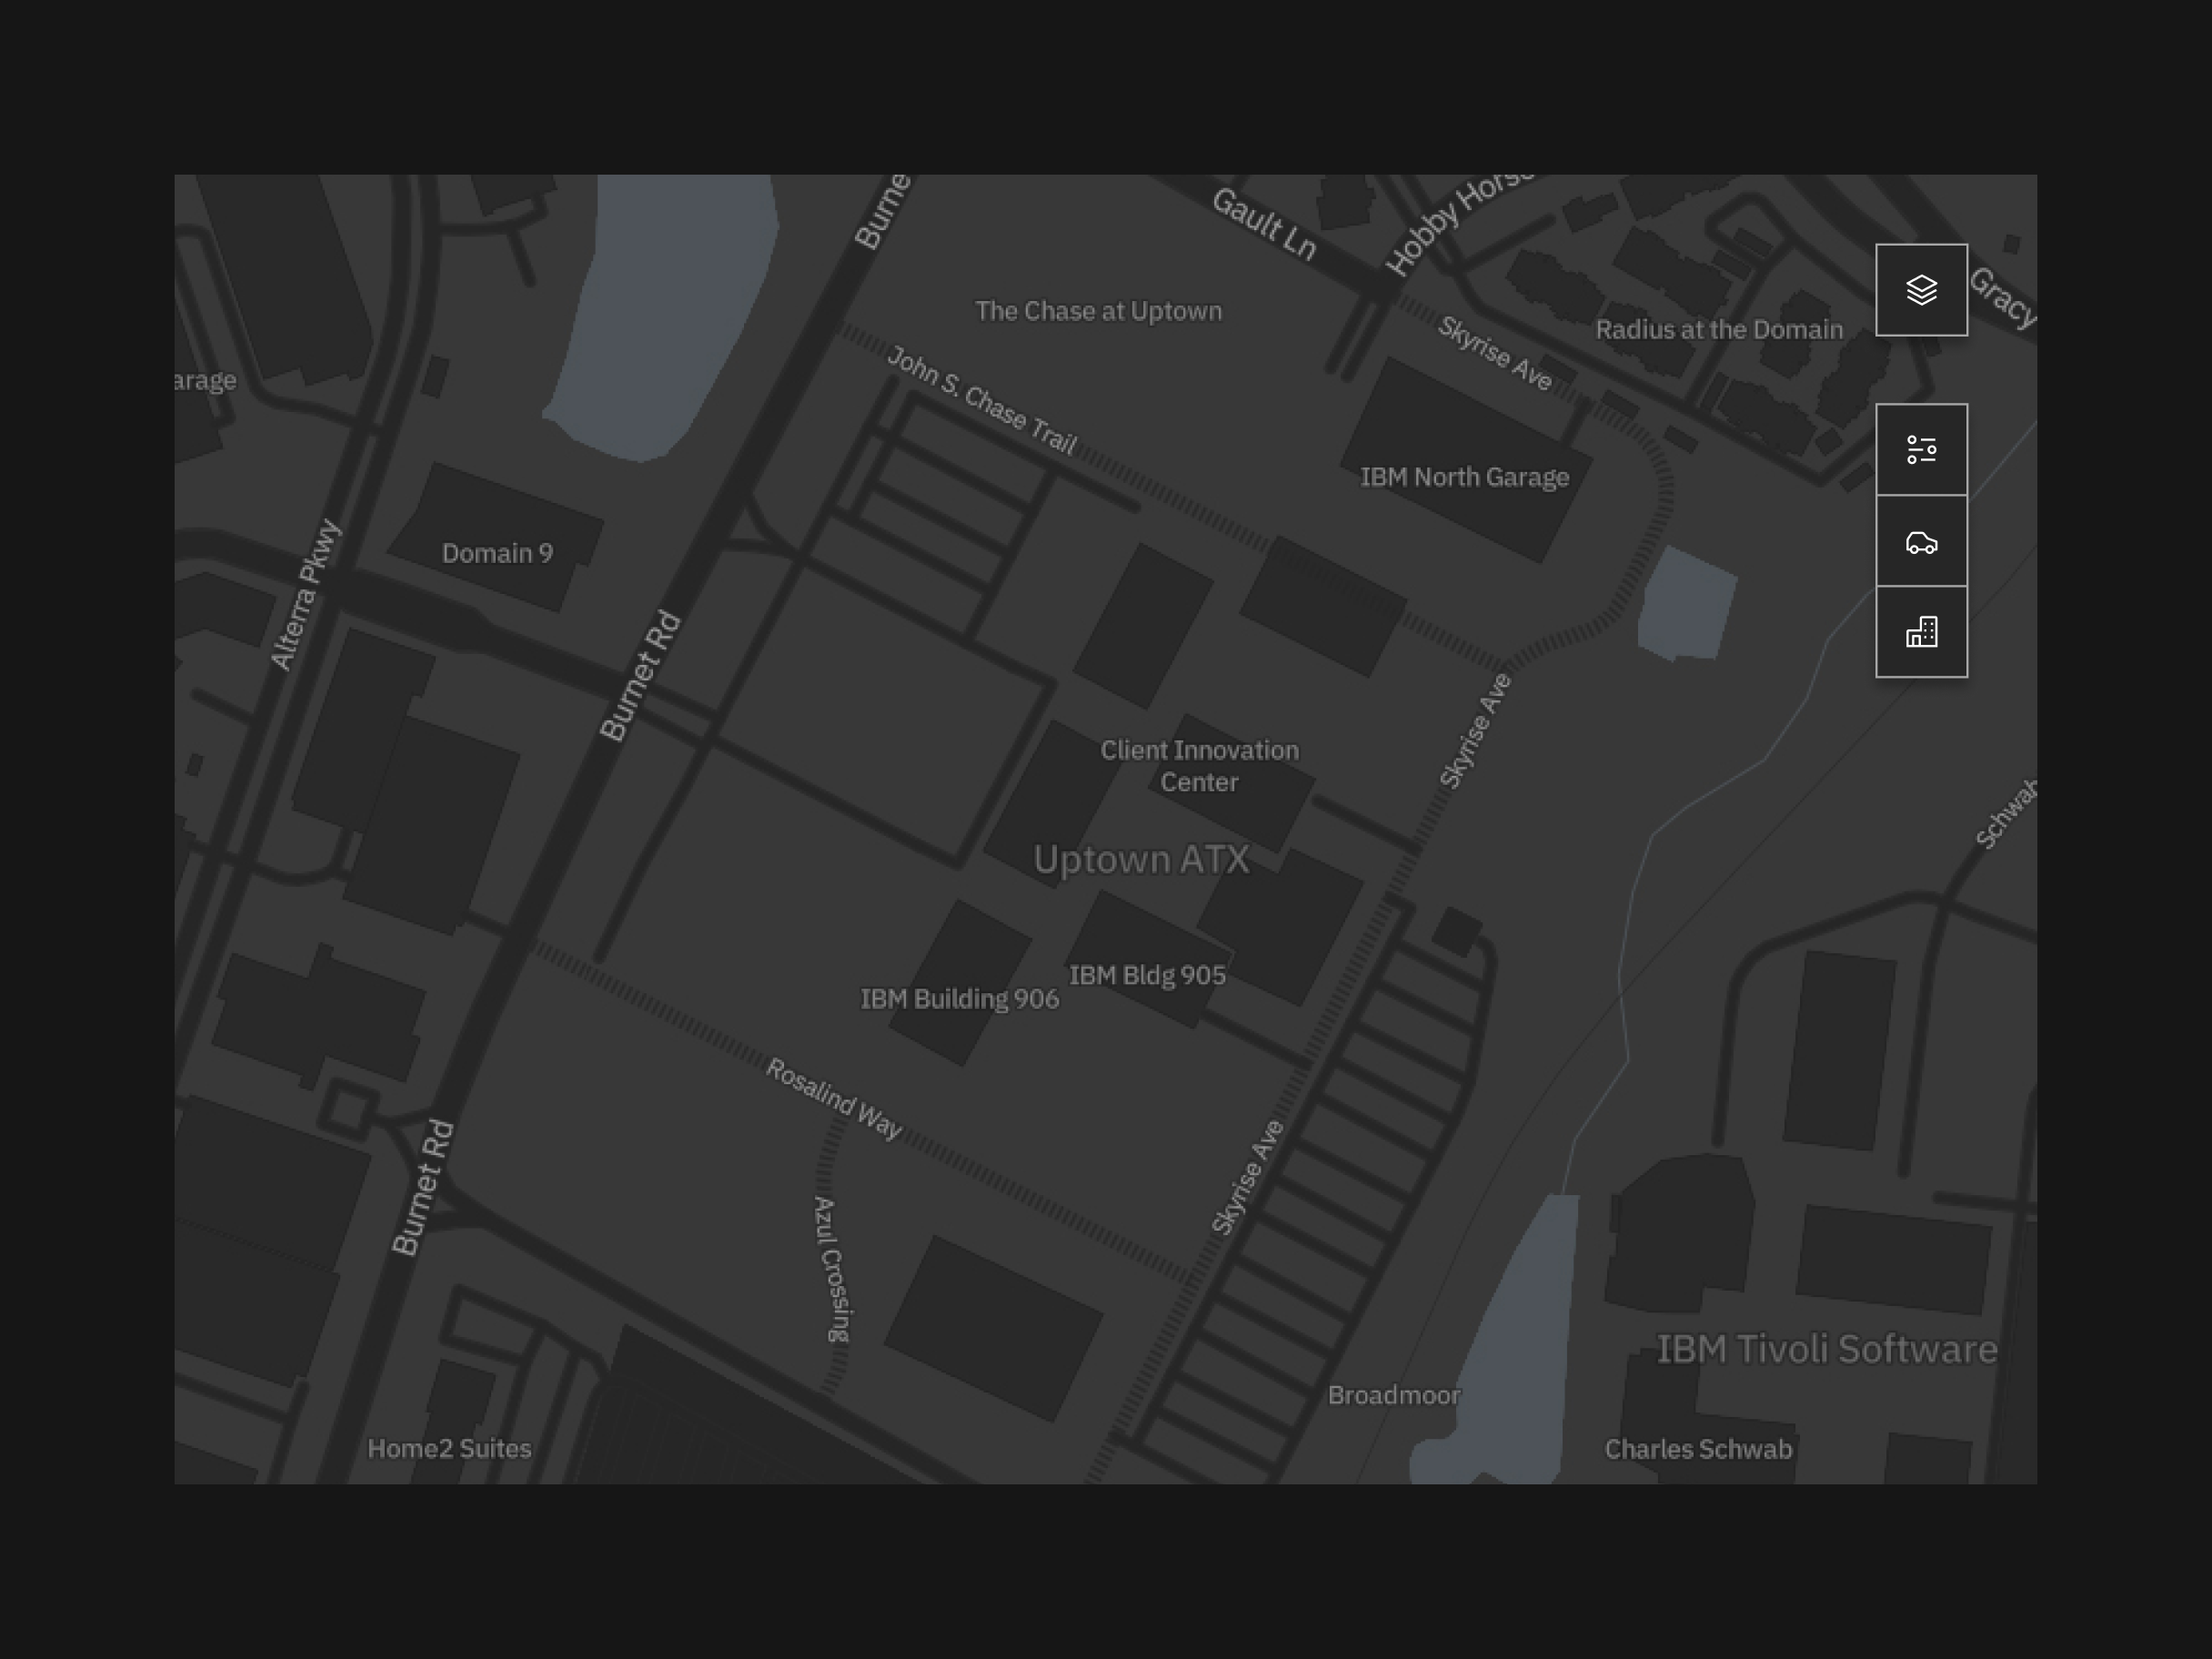 Burne
Gault Ln
Hobby Horse
Gracy
The Chase at Uptown
Radius at the Domain
Skyrise Ave
John S. Chase Trail
arage
IBM North Garage
Domain 9
Alterra Pkwy
Burnet Rd
Skyrise Ave
Client Innovation
Center
Schwab
Uptown ATX
IBM Bldg 905
IBM Building 906
Rosalind Way
Burnet Rd
Skyrise Ave
Azul Crossing
IBM Tivoli Software
Broadmoor
Home2 Suites
Charles Schwab